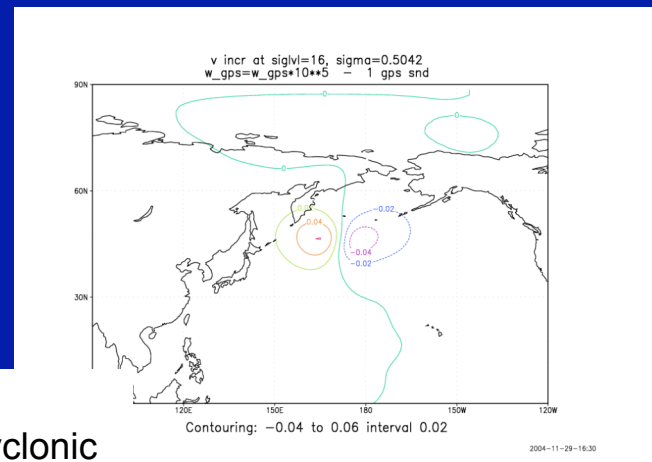 v incr at siglvl=16, sigma=0.5042
w_gps=w_gps*10**5 - 1 gps snd
90N
0
0
0
60N
-0.02
0.04
-0.04
-0.02
30N
120E 150E 180 150W 120W
Contouring: -0.04 to 0.06 interval 0.02
2004-11-29-16:30